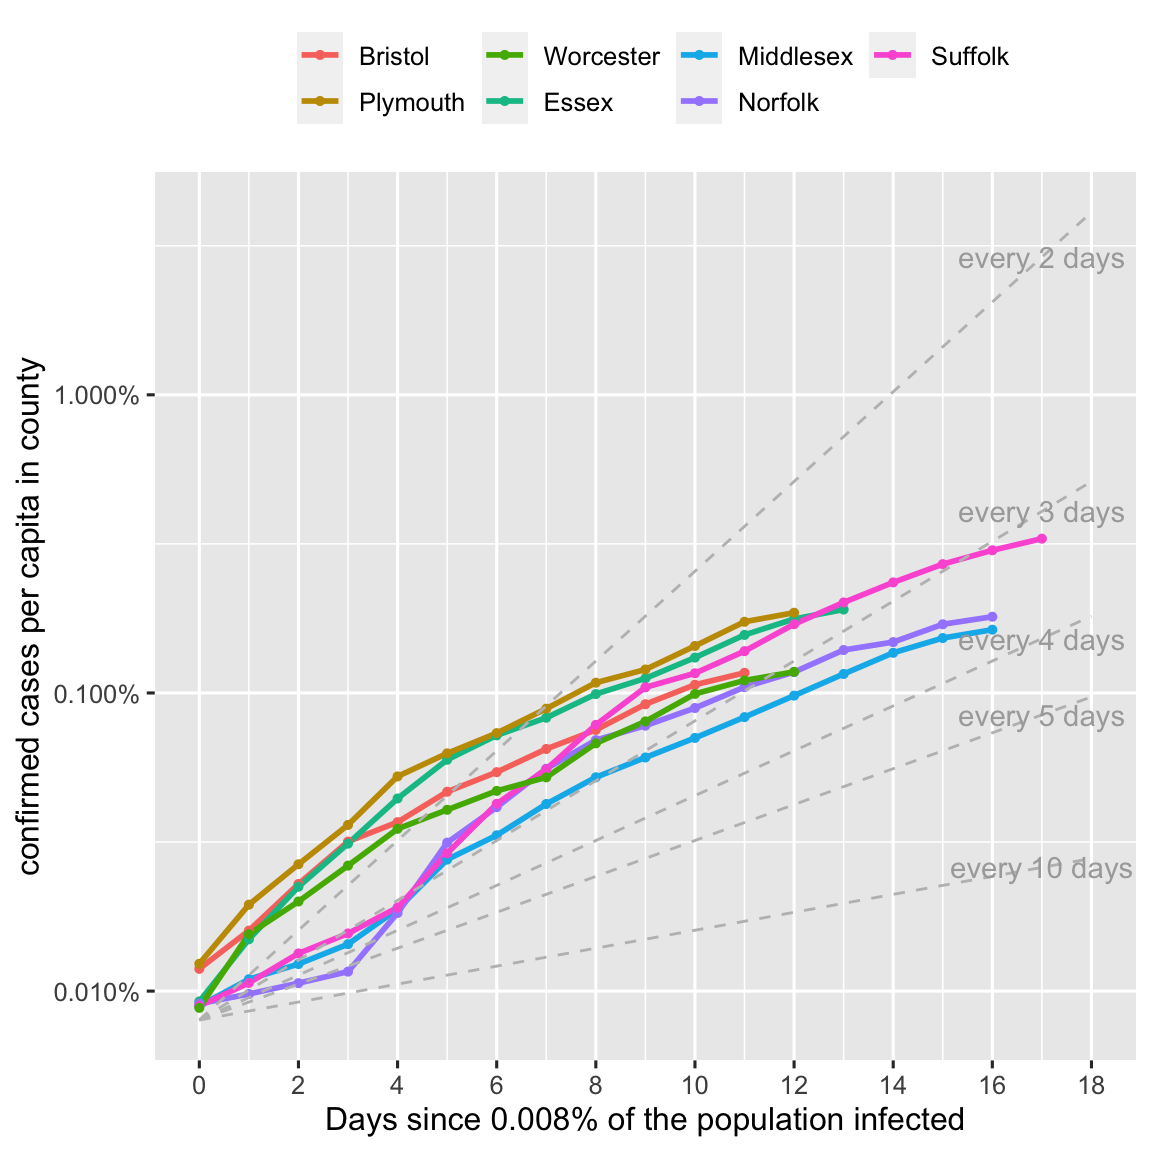 Bristol Worcester Middlesex Suffolk
Plymouth Essex Norfolk
every 2 days
1.000%
every 3 days
every 4 days
0.100%
every 5 days
every 10 days
0.010%
confirmed cases per capita in county
0 2 4 6 8 10 12 14 16 18
Days since 0.008% of the population infected